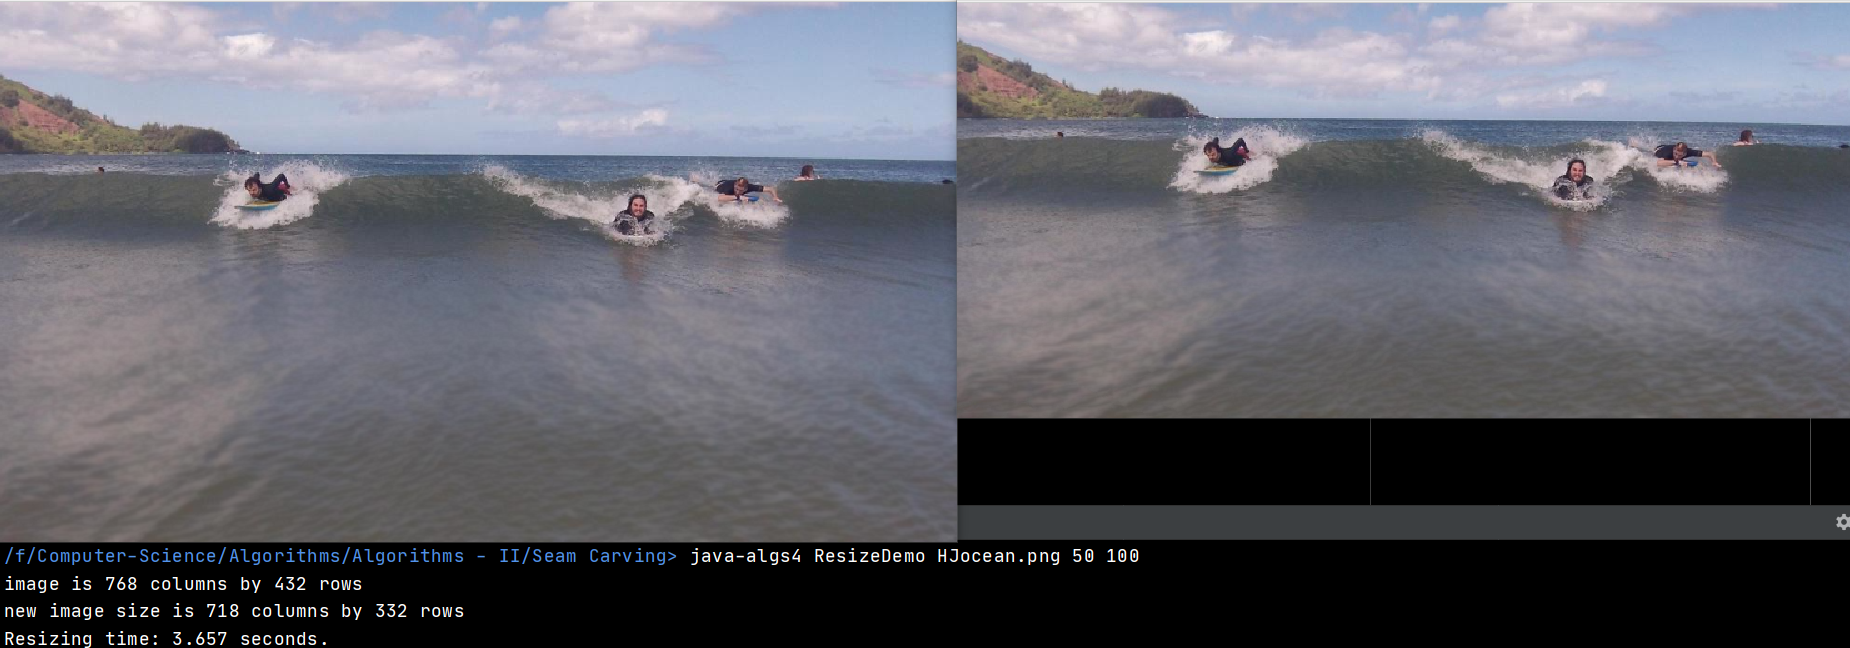 /f/Computer-Science/Algorithms/Algorithms - II/Seam Carving> java-algs4 ResizeDemo HJocean.png 50 100
image is 768 columns by 432 rows
new image size is 718 columns by 332 rows
Resizing time: 3.657 seconds.